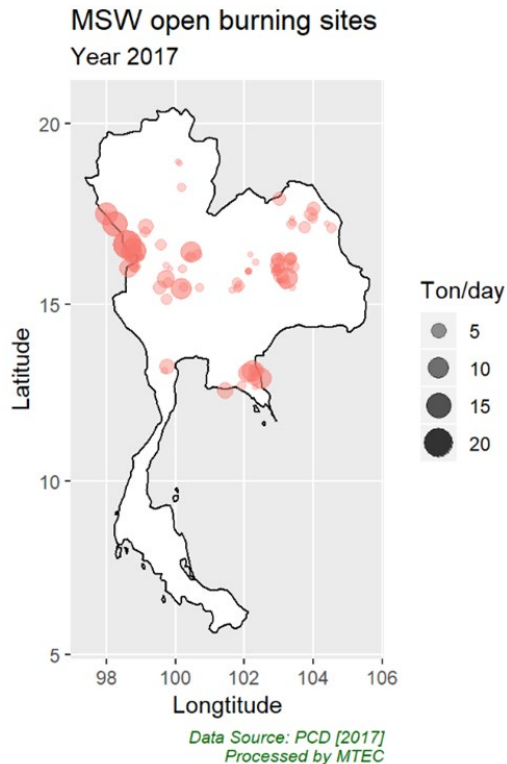 MSW open burning sites
Year 2017
20
15
10
5
Latitude
98
100
102
104
106
Longtitude
Ton/day
5
10
15
20
Data Source: PCD [2017]
Processed by MTEC